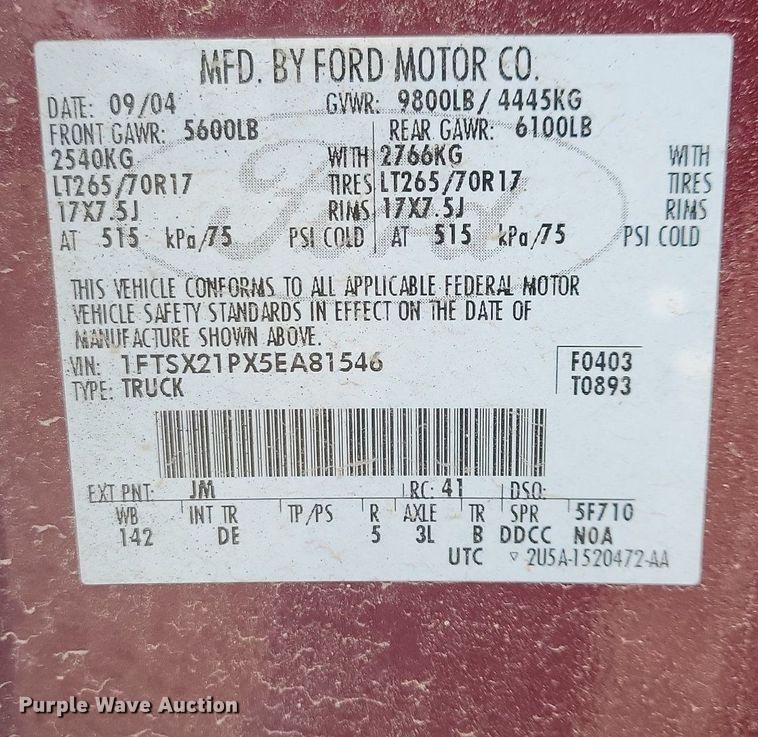 MFD. BY FORD MOTOR CO.
DATE: 09/04 GVWR: 9800LB/ 4445KG
FRONT GAWR: 5600LB REAR GAWR: 6100LB
2540KG WITH 2766KG WITH
LT265/70R17 TIRES LT265/70R17 TIRES
17X7.5J RIMS 17X7.5J RIMS
AT 515 kPa/75 PSI COLD AT 515 kPa/75 PSI COLD
Ford
THIS VEHICLE CONFORMS TO ALL APPLICABLE FEDERAL MOTOR
VEHICLE SAFETY STANDARDS IN EFFECT ON THE DATE OF
MANUFACTURE SHOWN ABOVE.
VIN: 1FTSX21PX5EA81546 F0403
TYPE: TRUCK T0893
EXT PNT: JM RC: 41 DSO:
WB INT TR TP/PS R AXLE TR SPR 5F710
142 DE 5 3L B DDCC N0A
UTC ▽ 2U5A-1520472-AA
Purple Wave Auction